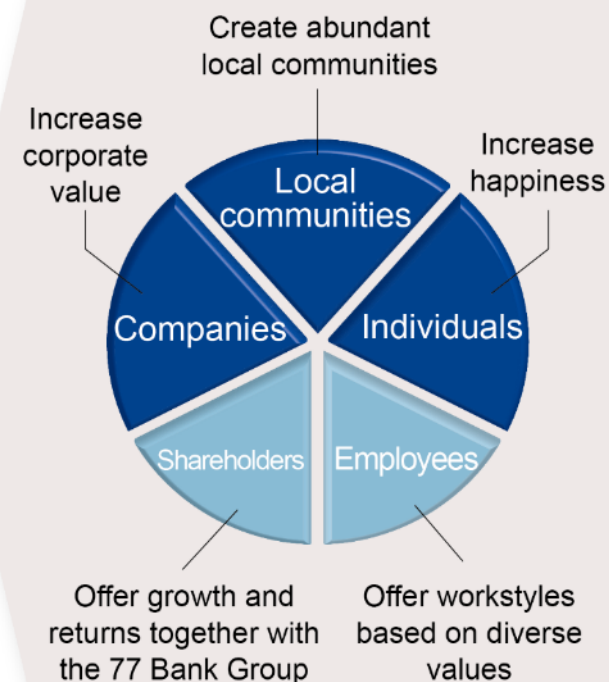 Create abundant
local communities
Increase
corporate
value
Increase
happiness
Local
communities
Companies
Individuals
Shareholders
Employees
Offer growth and
returns together with
the 77 Bank Group
Offer workstyles
based on diverse
values